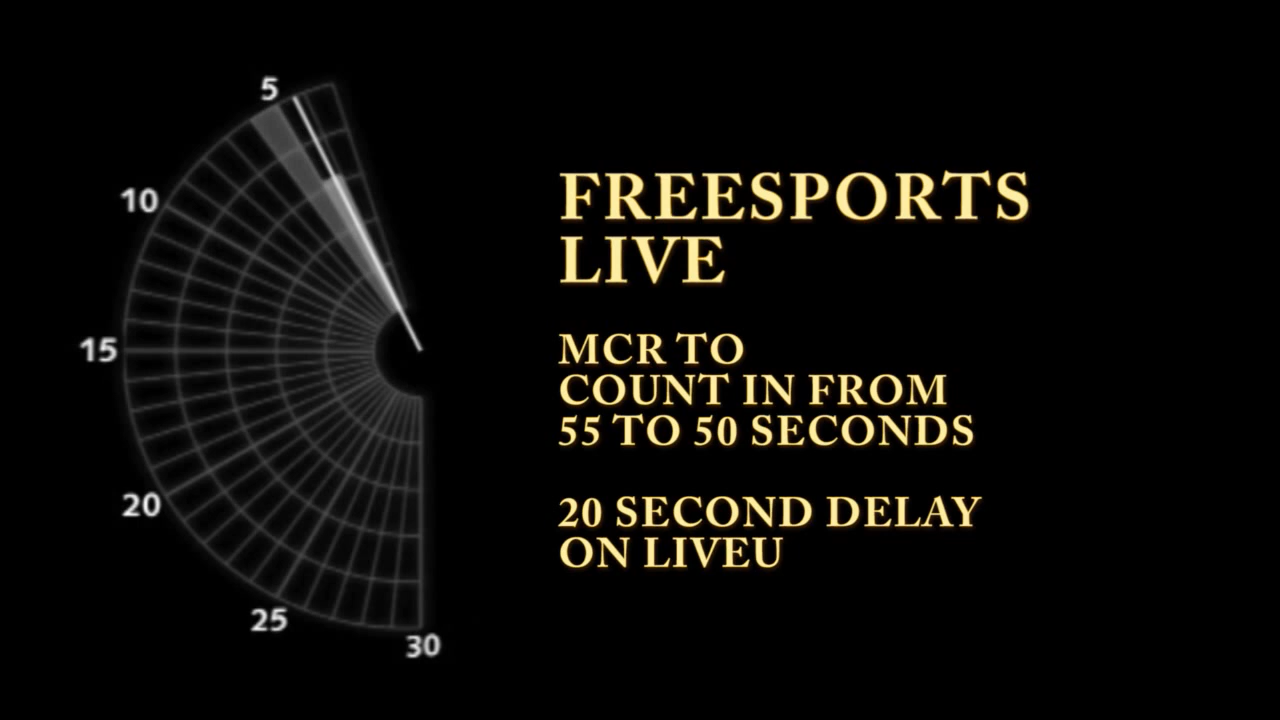 5
10
15
20
25
30
FREESPORTS
LIVE
MCR TO
COUNT IN FROM
55 TO 50 SECONDS
20 SECOND DELAY
ON LIVEU